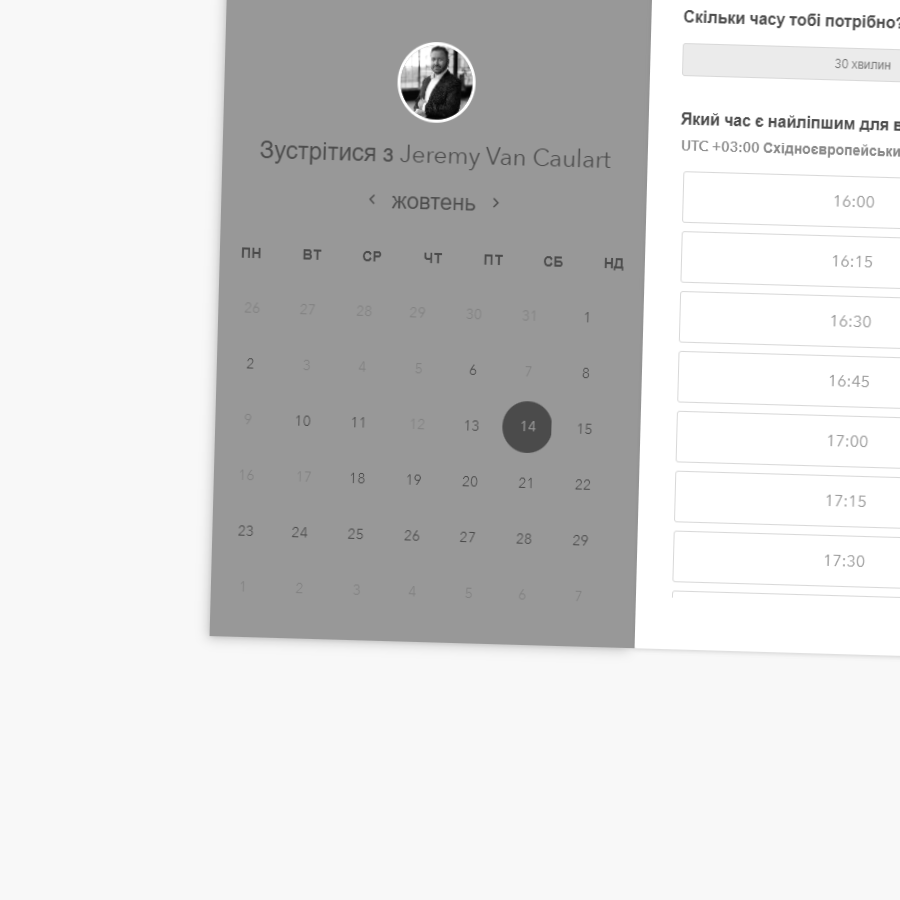 Зустрітися з Jeremy Van Caulart
‹ жовтень ›
ПН ВТ СР ЧТ ПТ СБ НД
26 27 28 29 30 31 1
2 3 4 5 6 7 8
9 10 11 12 13 14 15
16 17 18 19 20 21 22
23 24 25 26 27 28 29
1 2 3 4 5 6 7
Скільки часу тобі потрібно?
30 хвилин
Який час є найліпшим для
UTC +03:00
16:00
16:15
16:30
16:45
17:00
17:15
17:30